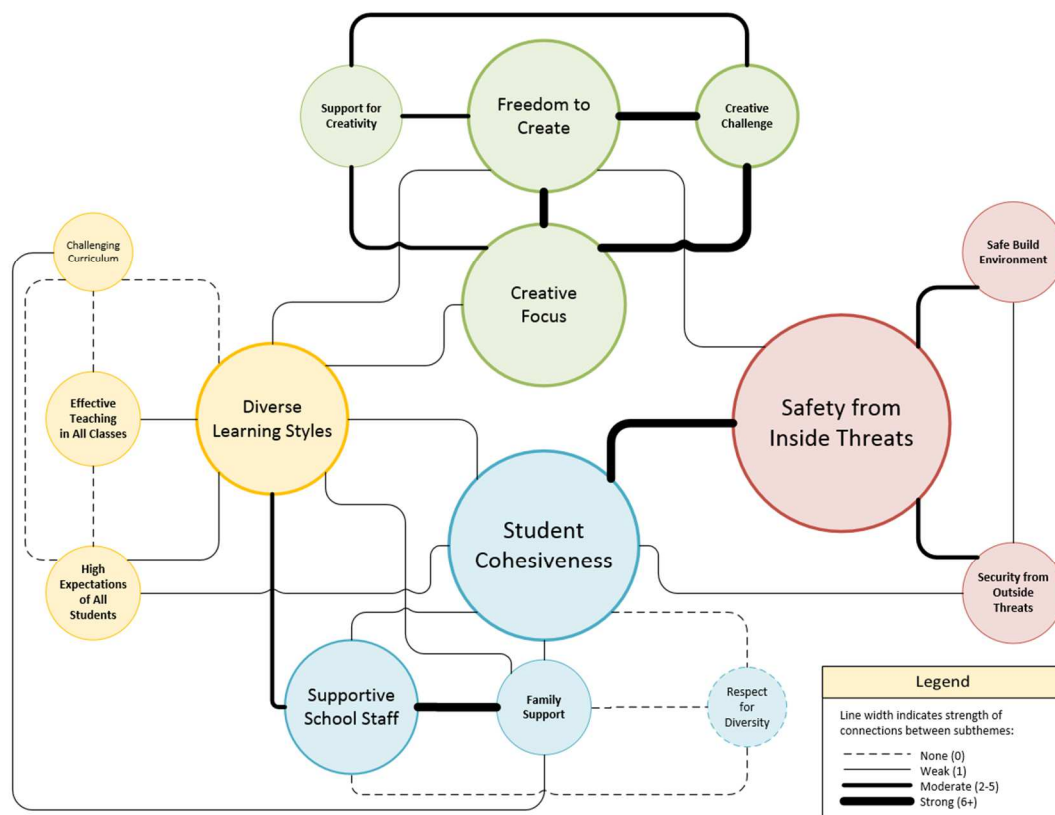 Support for
Creativity
Freedom to
Create
Creative
Challenge
Challenging
Curriculum
Creative
Focus
Safe Build
Environment
Effective
Teaching
in All Classes
Diverse
Learning Styles
Safety from
Inside Threats
Student
Cohesiveness
High
Expectations
of All
Students
Security from
Outside
Threats
Supportive
School Staff
Family
Support
Respect
for
Diversity
Legend
Line width indicates strength of
connections between subthemes:
None (0)
Weak (1)
Moderate (2-5)
Strong (6+)